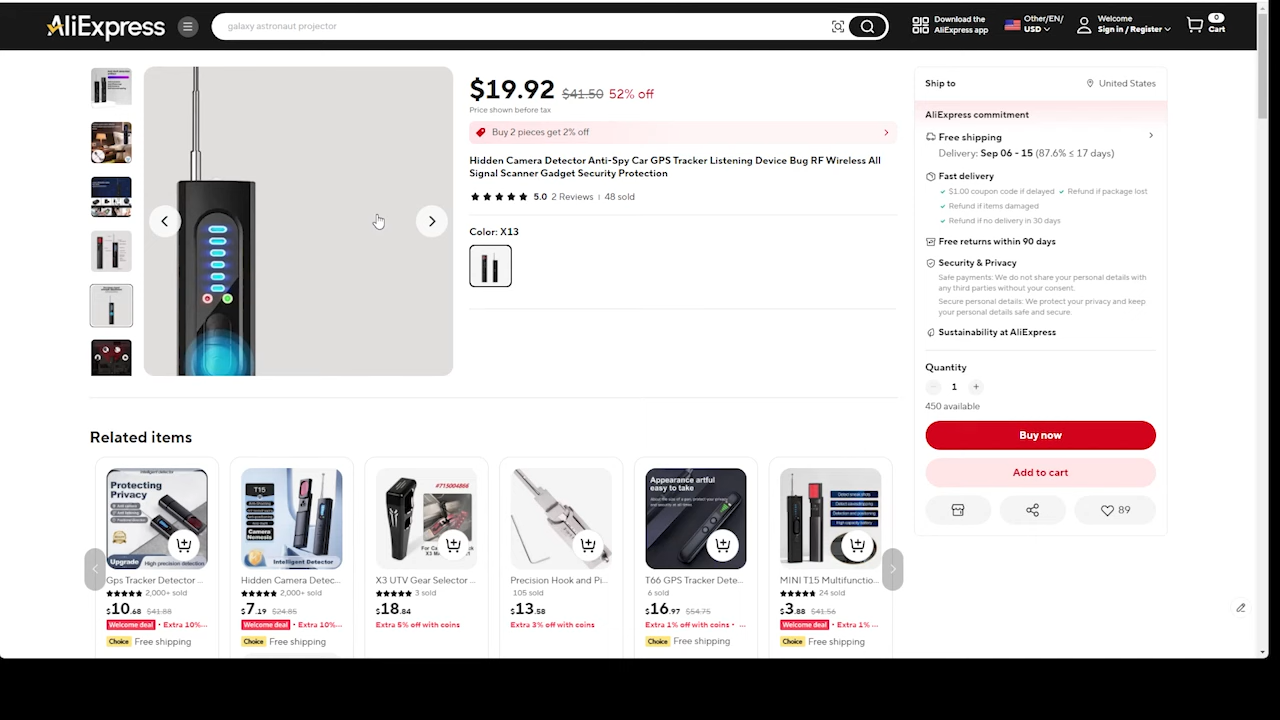 AliExpress
galaxy astronaut projector
Download the
AliExpress app
Other/EN/
USD
Welcome
Sign in / Register
0
Cart
$19.92 $41.50 52% off
Price shown before tax
Buy 2 pieces get 2% off
Hidden Camera Detector Anti-Spy Car GPS Tracker Listening Device Bug RF Wireless All
Signal Scanner Gadget Security Protection
5.0 2 Reviews | 48 sold
Color: X13
Ship to
United States
AliExpress commitment
Free shipping
Delivery: Sep 06 - 15 (87.6% ≤ 17 days)
Fast delivery
$1.00 coupon code if delayed
Refund if package lost
Refund if items damaged
Refund if no delivery in 30 days
Free returns within 90 days
Security & Privacy
Safe payments: We do not share your personal details with
any third parties without your consent.
Secure personal details: We protect your privacy and keep
your personal details safe and secure.
Sustainability at AliExpress
Quantity
1
450 available
Buy now
Add to cart
89
Related items
Protecting
Privacy
Upgrade High precision detection
Gps Tracker Detector ...
2,000+ sold
$10.68 $41.88
Welcome deal • Extra 10%...
Choice Free shipping
T15
Camera
Nemesis
Intelligent Detector
Hidden Camera Detec...
2,000+ sold
$7.19 $24.85
Welcome deal • Extra 10%...
Choice Free shipping
#715004866
X3 UTV Gear Selector ...
3 sold
$18.84
Extra 5% off with coins
Precision Hook and Pi...
105 sold
$13.58
Extra 3% off with coins
Appearance artful
easy to take
T66 GPS Tracker Dete...
6 sold
$16.97 $54.75
Extra 1% off with coins • ...
Choice Free shipping
MINI T15 Multifunctio...
24 sold
$3.88 $41.56
Welcome deal • Extra 1% ...
Choice Free shipping